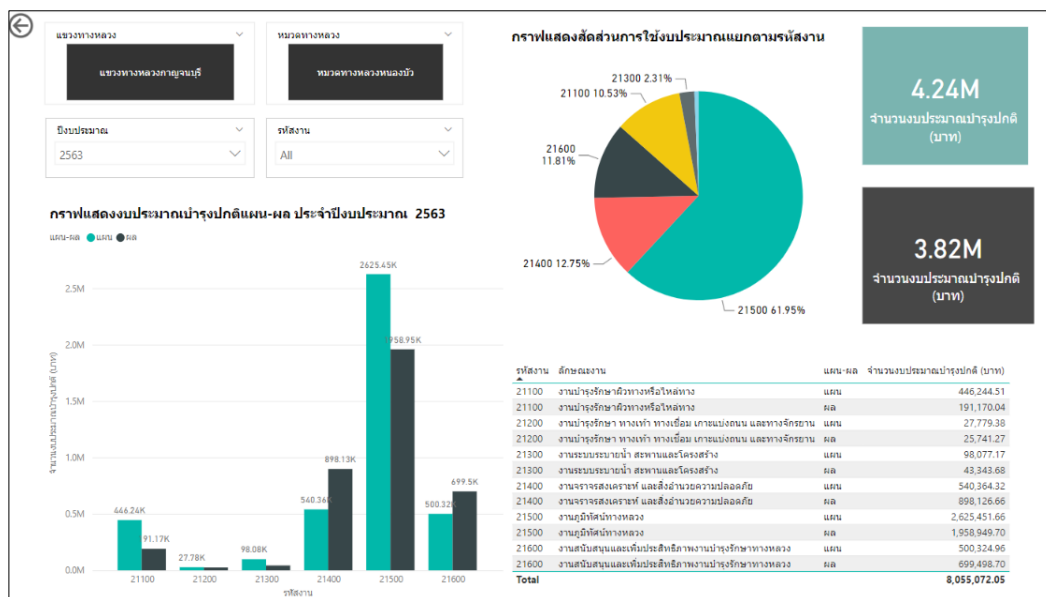 แขวงทางหลวง
แขวงทางหลวงกาญจนบุรี
หมวดทางหลวง
หมวดทางหลวงหนองบัว
ปีงบประมาณ
2563
รหัสงาน
All
กราฟแสดงสัดส่วนการใช้งบประมาณแยกตามรหัสงาน
21300 2.31%
21100 10.53%
21600
11.81%
21400 12.75%
21500 61.95%
4.24M
จำนวนงบประมาณบำรุงปกติ
(บาท)
3.82M
จำนวนงบประมาณบำรุงปกติ
(บาท)
กราฟแสดงงบประมาณบำรุงปกติแผน-ผล ประจำปีงบประมาณ 2563
แผน-ผล แผน ผล
จำนวนงบประมาณบำรุงปกติ (บาท)
2.5M
2.0M
1.5M
1.0M
0.5M
0.0M
446.24K
91.17K
27.78K
98.08K
540.36K
898.13K
2625.45K
1958.95K
500.32K
699.5K
21100 21200 21300 21400 21500 21600
รหัสงาน
รหัสงาน ลักษณะงาน แผน-ผล จำนวนงบประมาณบำรุงปกติ (บาท)
21100 งานบำรุงรักษาผิวทางหรือไหล่ทาง แผน 446,244.51
21100 งานบำรุงรักษาผิวทางหรือไหล่ทาง ผล 191,170.04
21200 งานบำรุงรักษา ทางเท้า ทางเชื่อม เกาะแบ่งถนน และทางจักรยาน แผน 27,779.38
21200 งานบำรุงรักษา ทางเท้า ทางเชื่อม เกาะแบ่งถนน และทางจักรยาน ผล 25,741.27
21300 งานระบบระบายน้ำ สะพานและโครงสร้าง แผน 98,077.17
21300 งานระบบระบายน้ำ สะพานและโครงสร้าง ผล 43,343.68
21400 งานจราจรสงเคราะห์ และสิ่งอำนวยความปลอดภัย แผน 540,364.32
21400 งานจราจรสงเคราะห์ และสิ่งอำนวยความปลอดภัย ผล 898,126.66
21500 งานภูมิทัศน์ทางหลวง แผน 2,625,451.66
21500 งานภูมิทัศน์ทางหลวง ผล 1,958,949.70
21600 งานสนับสนุนและเพิ่มประสิทธิภาพงานบำรุงรักษาทางหลวง แผน 500,324.96
21600 งานสนับสนุนและเพิ่มประสิทธิภาพงานบำรุงรักษาทางหลวง ผล 699,498.70
Total 8,055,072.05